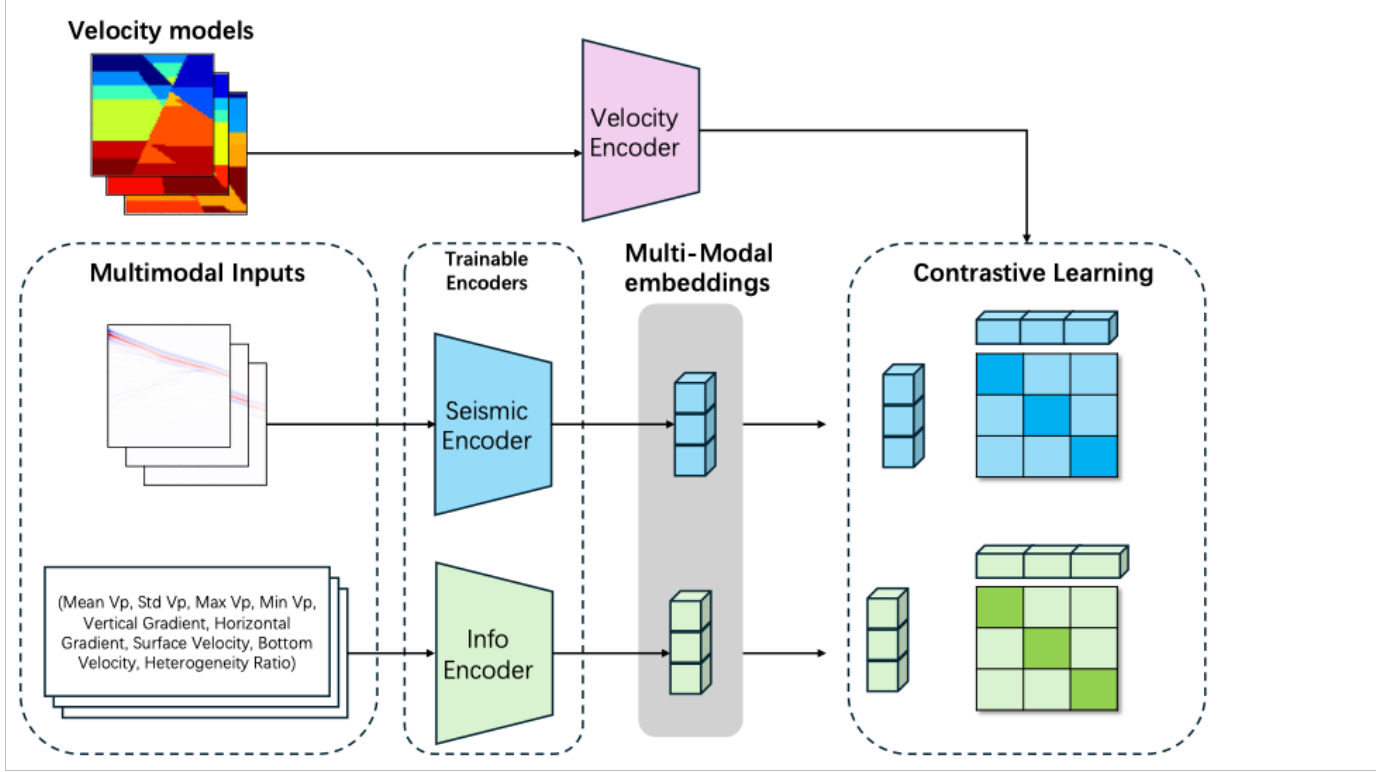 Velocity models
Velocity
Encoder
Multimodal Inputs
Trainable
Encoders
Multi-Modal
embeddings
Contrastive Learning
Seismic
Encoder
(Mean Vp, Std Vp, Max Vp, Min Vp,
Vertical Gradient, Horizontal
Gradient, Surface Velocity, Bottom
Velocity, Heterogeneity Ratio)
Info
Encoder